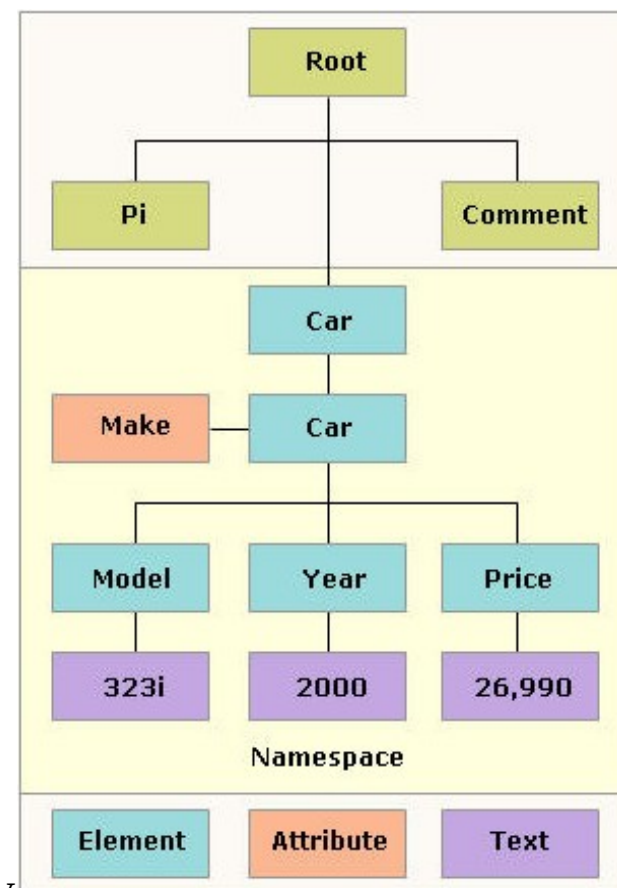 Root
Pi Comment
Car
Make Car
Model Year Price
323i 2000 26,990
Namespace
Element Attribute Text